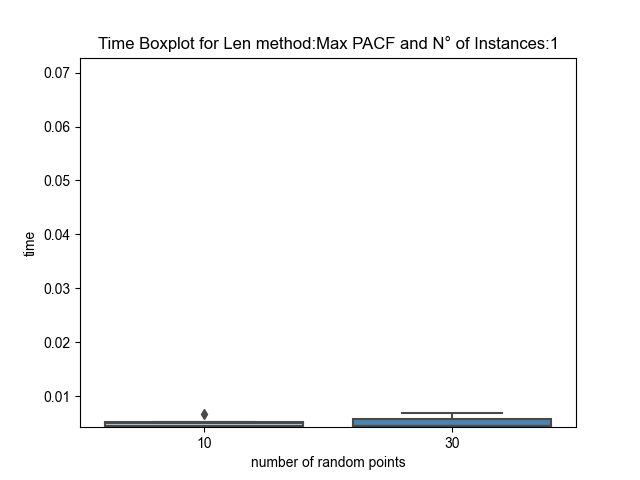 Time Boxplot for Len method:Max PACF and N° of Instances:1
0.07
0.06
0.05
0.04
0.03
0.02
0.01
time
10 30
number of random points